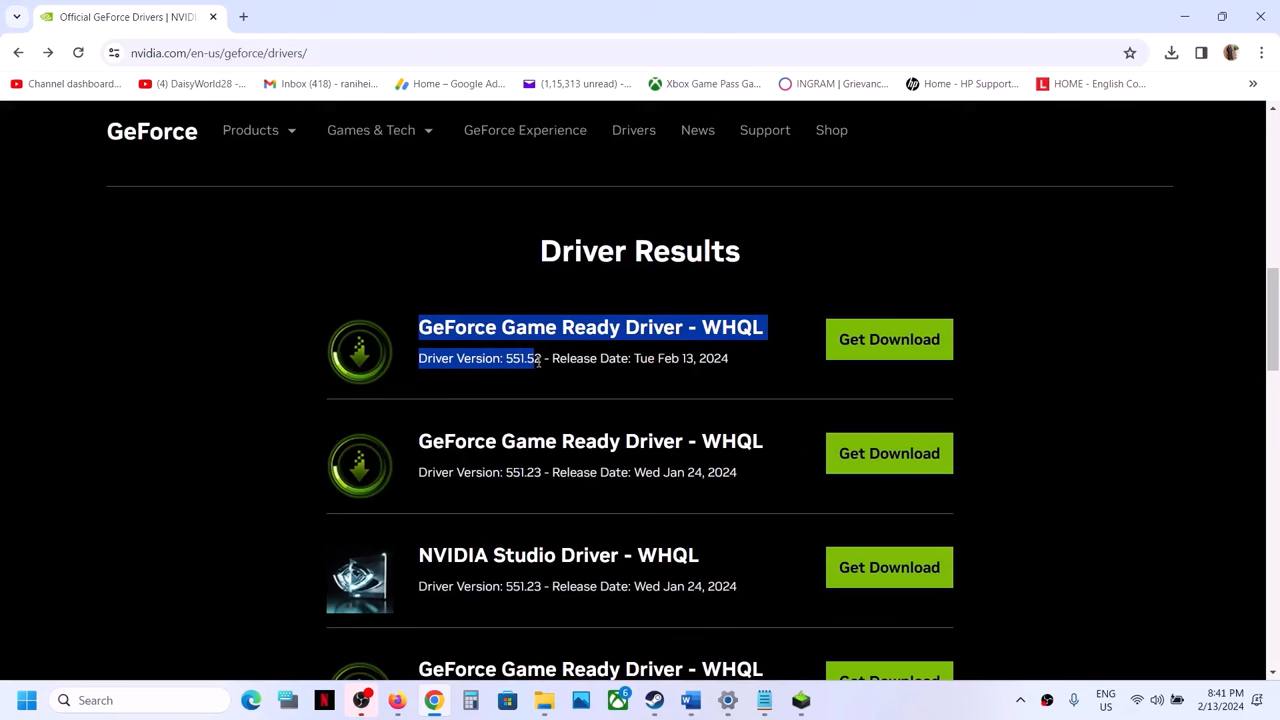 Official GeForce Drivers | NVIDI
nvidia.com/en-us/geforce/drivers/
Channel dashboard...
(4) DaisyWorld28 -...
Inbox (418) - ranihei...
Home – Google Ad...
(1,15,313 unread) -...
Xbox Game Pass Ga...
INGRAM | Grievanc...
Home - HP Support...
HOME - English Co...
GeForce
Products
Games & Tech
GeForce Experience
Drivers
News
Support
Shop
Driver Results
GeForce Game Ready Driver - WHQL
Driver Version: 551.52 - Release Date: Tue Feb 13, 2024
Get Download
GeForce Game Ready Driver - WHQL
Driver Version: 551.23 - Release Date: Wed Jan 24, 2024
Get Download
NVIDIA Studio Driver - WHQL
Driver Version: 551.23 - Release Date: Wed Jan 24, 2024
Get Download
GeForce Game Ready Driver - WHQL
Get Download
Search
6
ENG
US
8:41 PM
2/13/2024